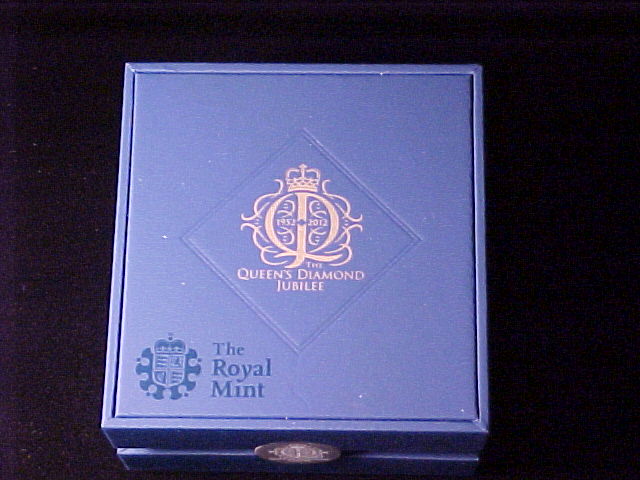 1952 2012
THE
QUEEN'S DIAMOND
JUBILEE
The
Royal
Mint